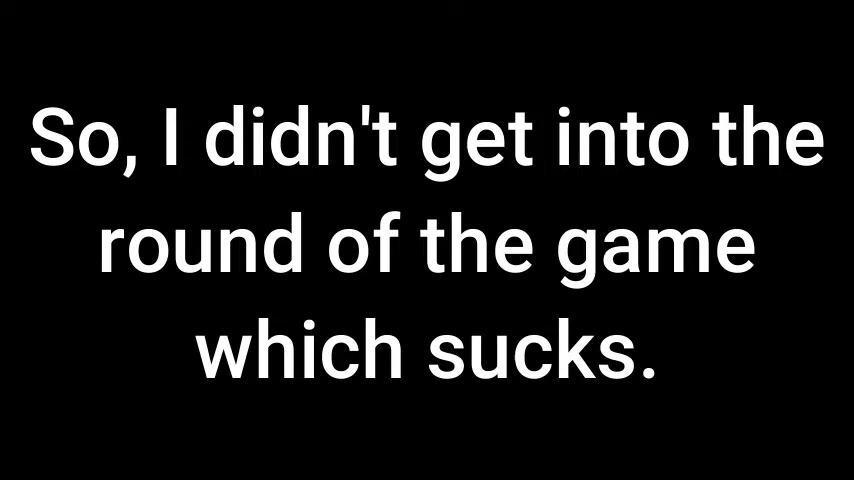 So, I didn't get into the
round of the game
which sucks.